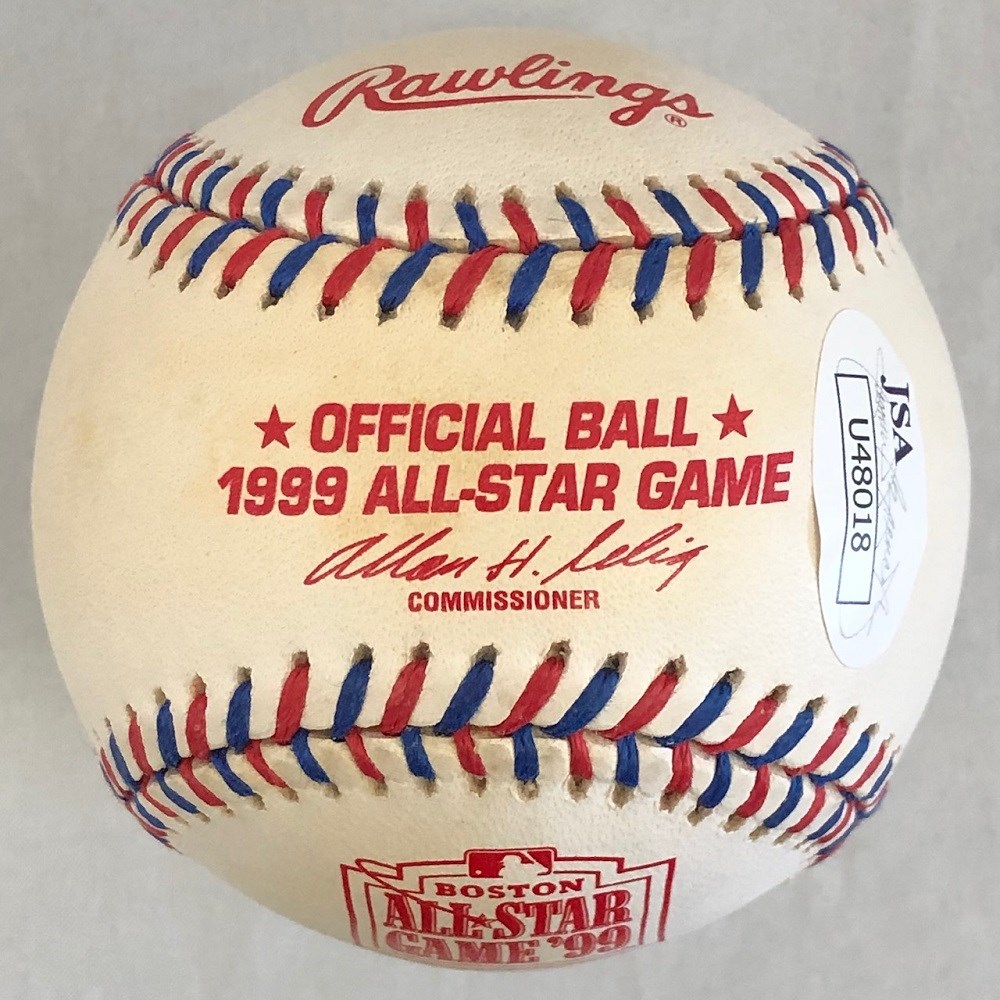 Rawlings®
★ OFFICIAL BALL ★
1999 ALL-STAR GAME
Allan H. Selig
COMMISSIONER
JSA
U48018
BOSTON
ALL★STAR
GAME '99